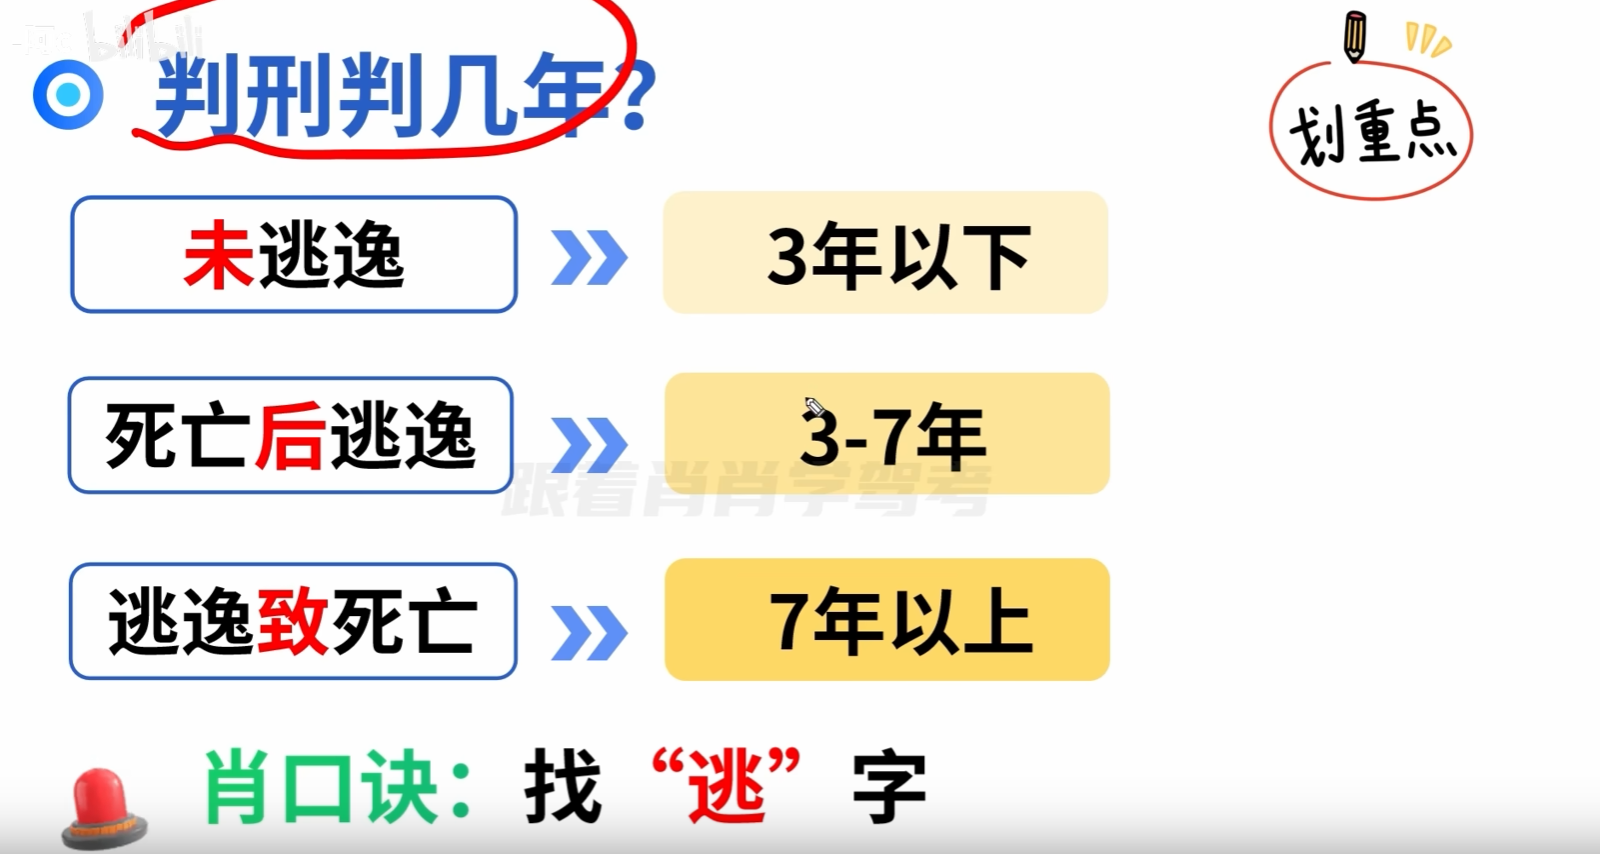 bilibili
判刑判几年?
划重点
未逃逸
3年以下
死亡后逃逸
3-7年
跟着肖肖学驾考
逃逸致死亡
7年以上
肖口诀：找“逃”字